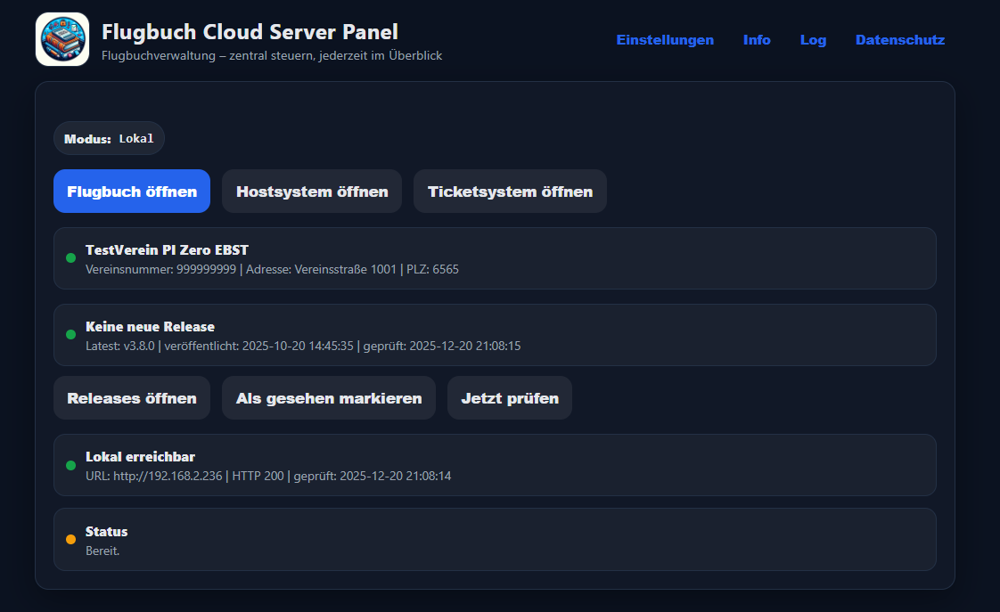 Flugbuch Cloud Server Panel
Flugbuchverwaltung – zentral steuern, jederzeit im Überblick
Einstellungen Info Log Datenschutz
Modus: Lokal
Flugbuch öffnen Hostsystem öffnen Ticketsystem öffnen
TestVerein PI Zero EBST
Vereinsnummer: 999999999 | Adresse: Vereinsstraße 1001 | PLZ: 6565
Keine neue Release
Latest: v3.8.0 | veröffentlicht: 2025-10-20 14:45:35 | geprüft: 2025-12-20 21:08:15
Releases öffnen Als gesehen markieren Jetzt prüfen
Lokal erreichbar
URL: http://192.168.2.236 | HTTP 200 | geprüft: 2025-12-20 21:08:14
Status
Bereit.